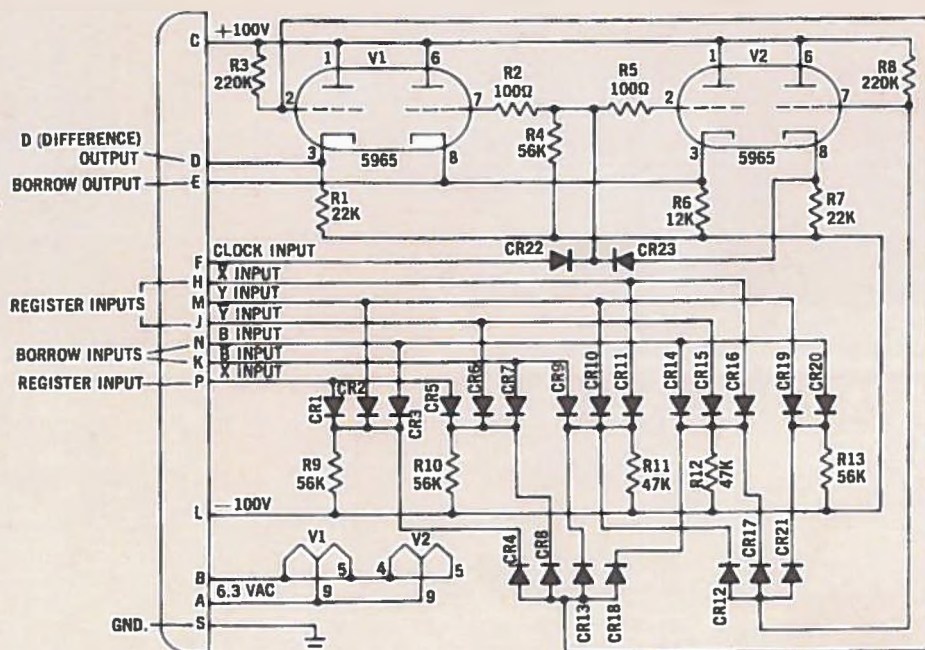 C +100V
R3 220K
1 V1 6
2 7
3 8
5965
R2 100Ω
R5 100Ω
R4 56K
1 V2 6
2 7
3 8
5965
R8 220K
D (DIFFERENCE) OUTPUT D
BORROW OUTPUT E
R1 22K
R6 12K
R7 22K
F CLOCK INPUT
CR22 CR23
REGISTER INPUTS
H X̅ INPUT
M Y INPUT
J Y̅ INPUT
BORROW INPUTS
N B INPUT
K B̅ INPUT
REGISTER INPUT P X̅ INPUT
CR1 CR2 CR3 CR5 CR6 CR7 CR9 CR10 CR11 CR14 CR15 CR16 CR19 CR20
R9 56K
R10 56K
R11 47K
R12 47K
R13 56K
L −100V
CR4 CR8 CR13 CR18 CR12 CR17 CR21
V1 V2
B 5 4 5
6.3 VAC
A 9 9
GND. S